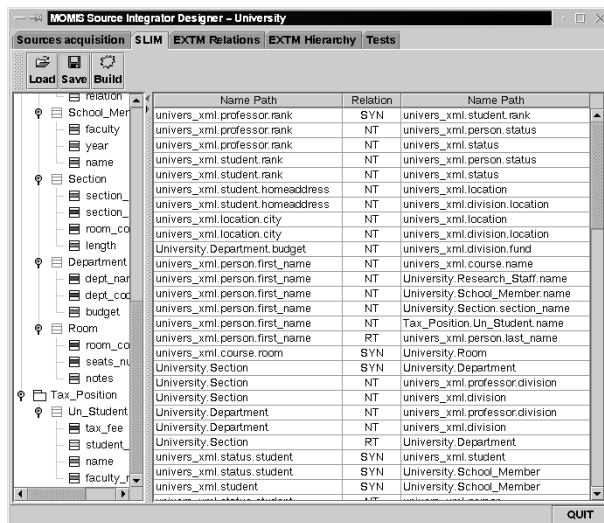 MOMIS Source Integrator Designer – University
Sources acquisition SLIM EXTM Relations EXTM Hierarchy Tests
Load Save Build
relation
School_Mer
faculty
year
name
Section
section_
section_
room_co
length
Department
dept_nar
dept_coc
budget
Room
room_co
seats_nu
notes
Tax_Position
Un_Student
tax_fee
student_
name
faculty_r
Name Path Relation Name Path
univers_xml.professor.rank SYN univers_xml.student.rank
univers_xml.professor.rank NT univers_xml.person.status
univers_xml.professor.rank NT univers_xml.status
univers_xml.student.rank NT univers_xml.person.status
univers_xml.student.rank NT univers_xml.status
univers_xml.student.homeaddress NT univers_xml.location
univers_xml.student.homeaddress NT univers_xml.division.location
univers_xml.location.city NT univers_xml.location
univers_xml.location.city NT univers_xml.division.location
University.Department.budget NT univers_xml.division.fund
univers_xml.person.first_name NT univers_xml.course.name
univers_xml.person.first_name NT University.Research_Staff.name
univers_xml.person.first_name NT University.School_Member.name
univers_xml.person.first_name NT University.Section.section_name
univers_xml.person.first_name NT Tax_Position.Un_Student.name
univers_xml.person.first_name RT univers_xml.person.last_name
univers_xml.course.room SYN University.Room
University.Section SYN University.Department
University.Section NT univers_xml.professor.division
University.Section NT univers_xml.division
University.Department NT univers_xml.professor.division
University.Department NT univers_xml.division
University.Section RT University.Department
univers_xml.status.student SYN univers_xml.student
univers_xml.status.student SYN University.School_Member
univers_xml.student SYN University.School_Member
univers_xml.status.student NT univers_xml.person
QUIT